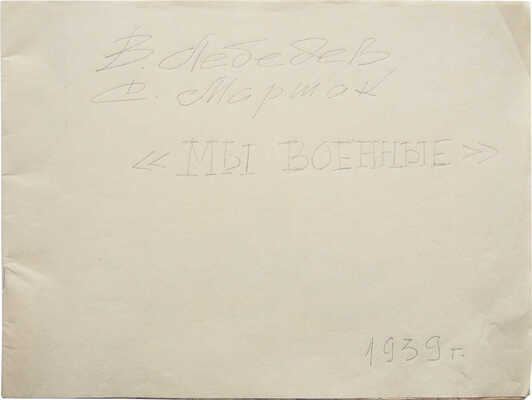 В. Лебедев
С. Маршак
« МЫ ВОЕННЫЕ »
1939 г.